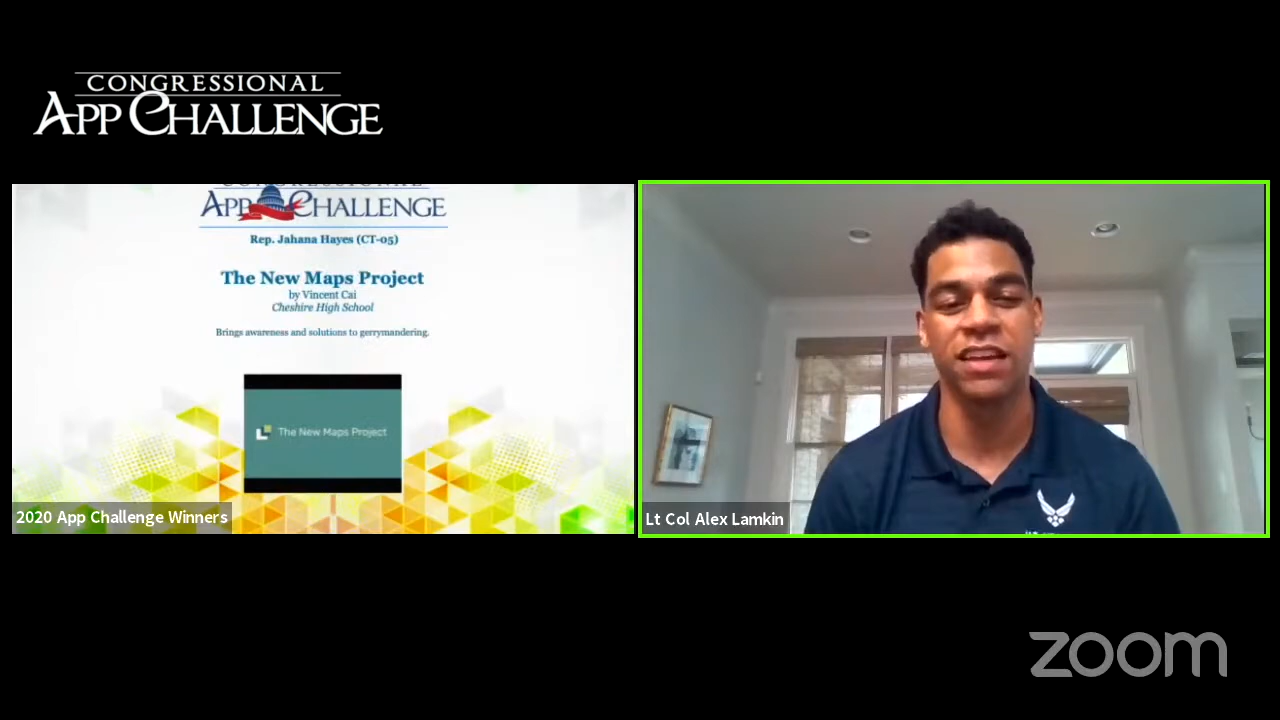 CONGRESSIONAL
APP CHALLENGE
CONGRESSIONAL
APP CHALLENGE
Rep. Jahana Hayes (CT-05)
The New Maps Project
by Vincent Cai
Cheshire High School
Brings awareness and solutions to gerrymandering.
The New Maps Project
2020 App Challenge Winners
Lt Col Alex Lamkin
zoom